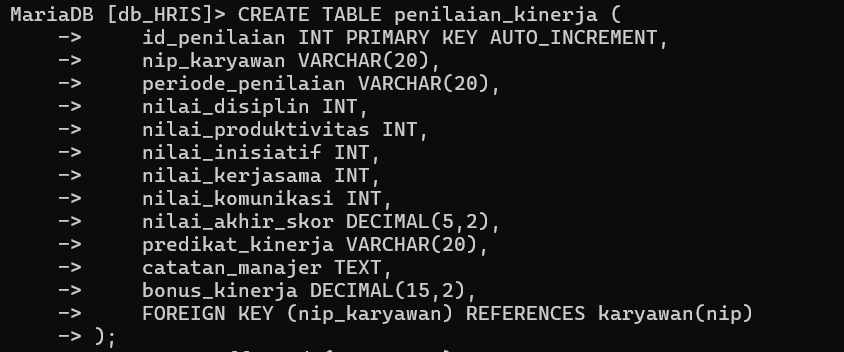 MariaDB [db_HRIS]> CREATE TABLE penilaian_kinerja (
    ->     id_penilaian INT PRIMARY KEY AUTO_INCREMENT,
    ->     nip_karyawan VARCHAR(20),
    ->     periode_penilaian VARCHAR(20),
    ->     nilai_disiplin INT,
    ->     nilai_produktivitas INT,
    ->     nilai_inisiatif INT,
    ->     nilai_kerjasama INT,
    ->     nilai_komunikasi INT,
    ->     nilai_akhir_skor DECIMAL(5,2),
    ->     predikat_kinerja VARCHAR(20),
    ->     catatan_manajer TEXT,
    ->     bonus_kinerja DECIMAL(15,2),
    ->     FOREIGN KEY (nip_karyawan) REFERENCES karyawan(nip)
    -> );